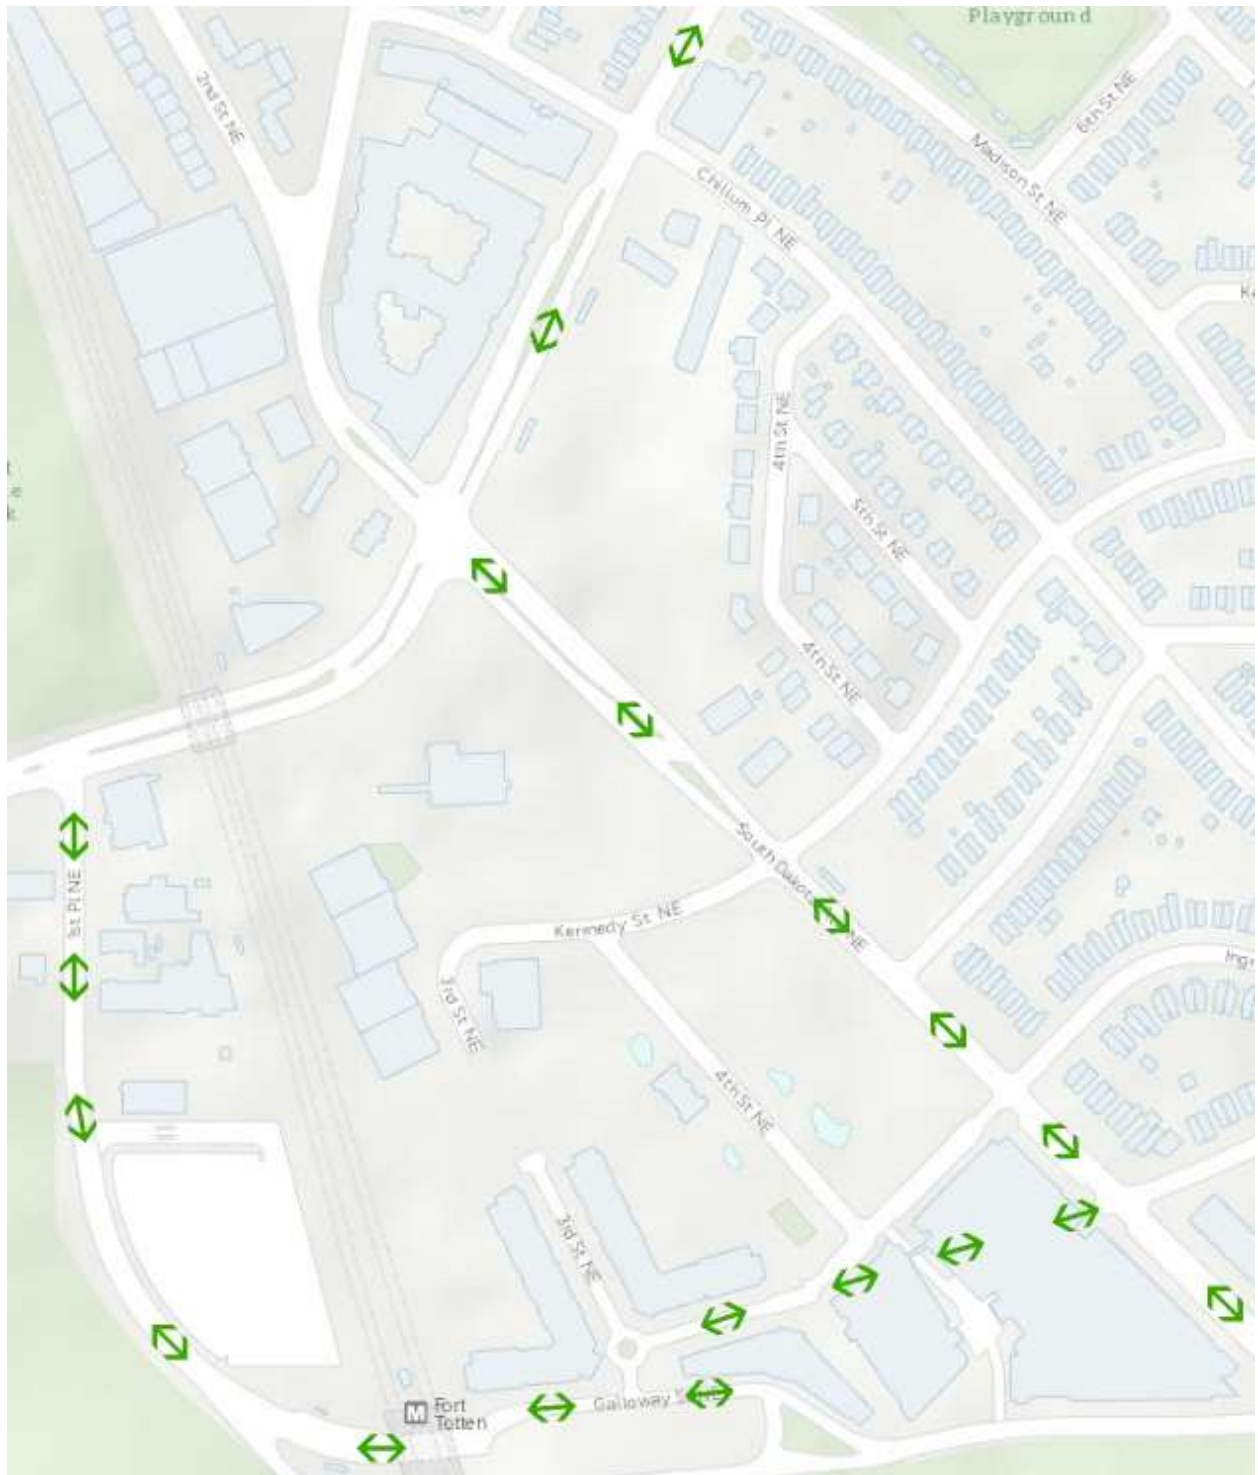 Playground
2nd St NE
6th St NE
Madison St NE
Chillum Pl NE
4th St NE
5th St NE
4th St NE
South Dakota
NE
1st Pl NE
Kennedy St NE
3rd St NE
4th St NE
3rd St NE
Galloway
Fort
Totten
M